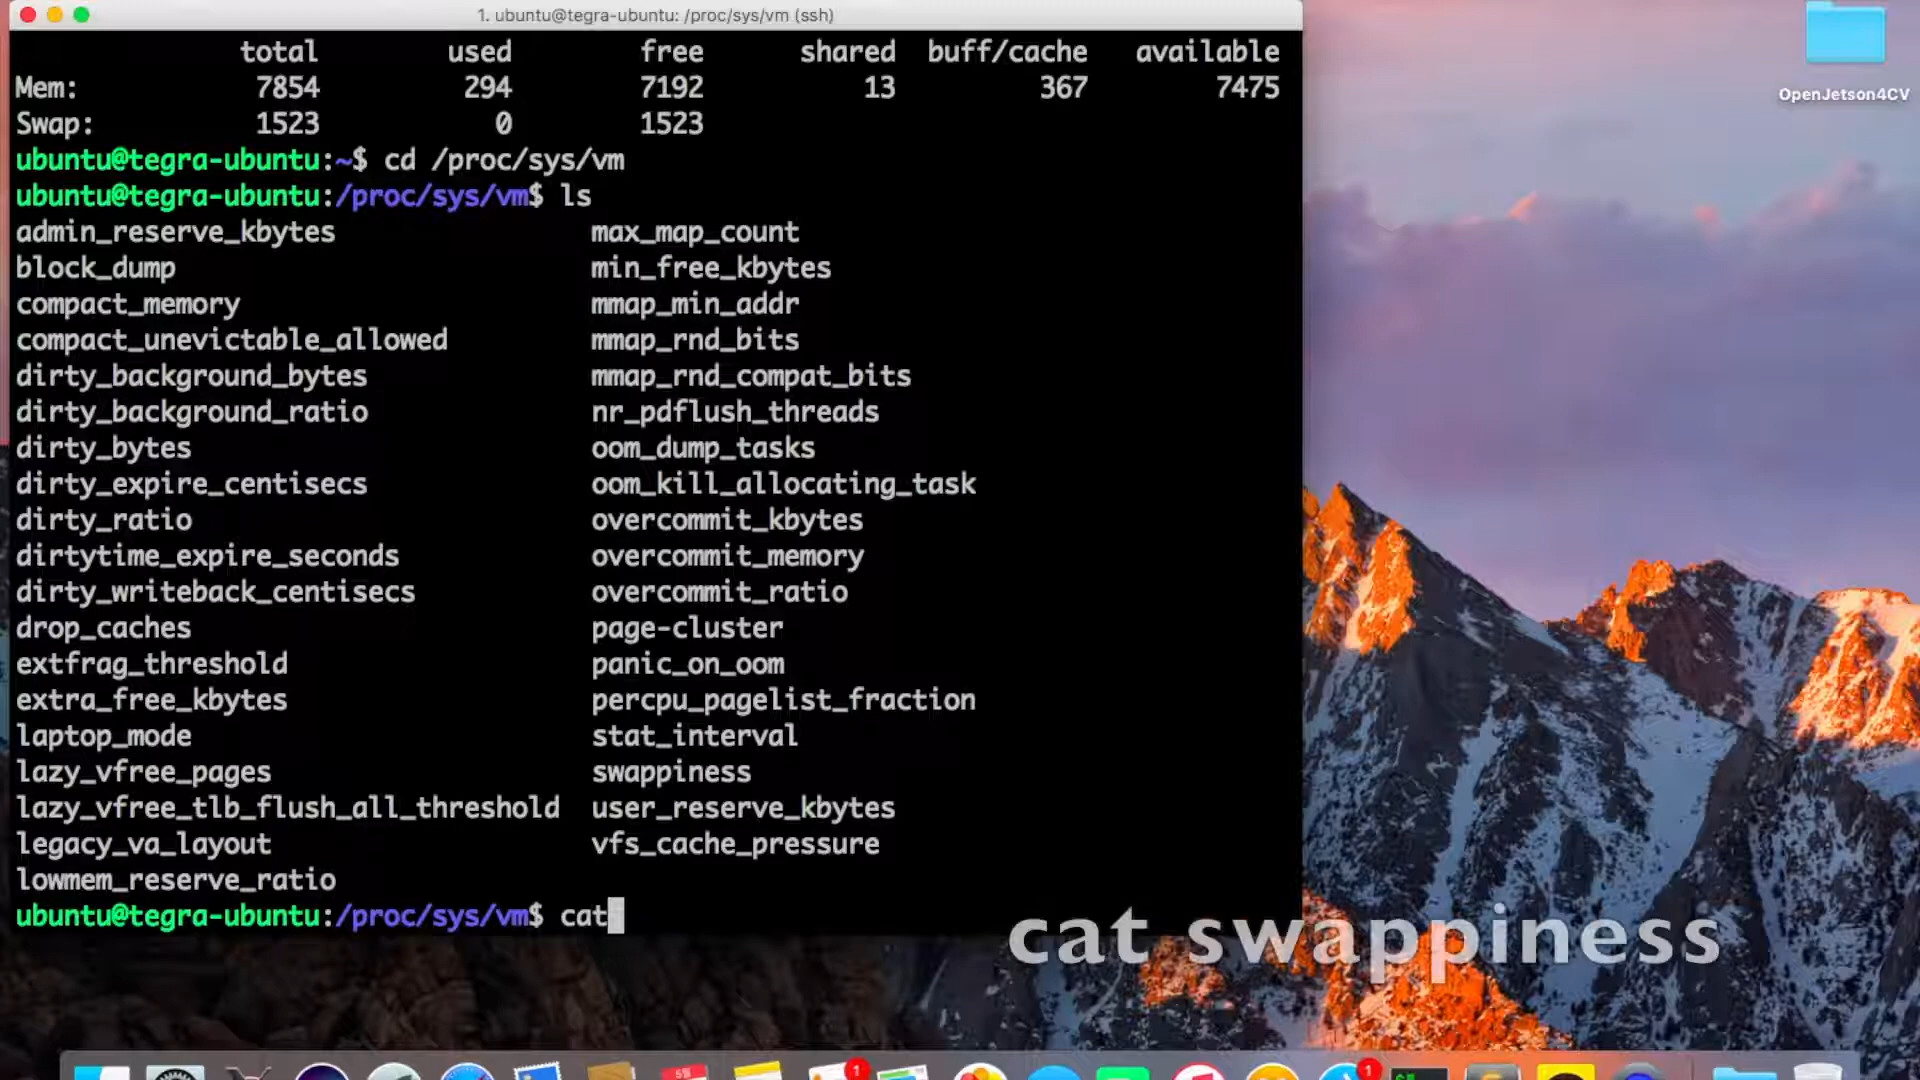 1. ubuntu@tegra-ubuntu: /proc/sys/vm (ssh)
total used free shared buff/cache available
Mem: 7854 294 7192 13 367 7475
Swap: 1523 0 1523
ubuntu@tegra-ubuntu:~$ cd /proc/sys/vm
ubuntu@tegra-ubuntu:/proc/sys/vm$ ls
admin_reserve_kbytes max_map_count
block_dump min_free_kbytes
compact_memory mmap_min_addr
compact_unevictable_allowed mmap_rnd_bits
dirty_background_bytes mmap_rnd_compat_bits
dirty_background_ratio nr_pdflush_threads
dirty_bytes oom_dump_tasks
dirty_expire_centisecs oom_kill_allocating_task
dirty_ratio overcommit_kbytes
dirtytime_expire_seconds overcommit_memory
dirty_writeback_centisecs overcommit_ratio
drop_caches page-cluster
extfrag_threshold panic_on_oom
extra_free_kbytes percpu_pagelist_fraction
laptop_mode stat_interval
lazy_vfree_pages swappiness
lazy_vfree_tlb_flush_all_threshold user_reserve_kbytes
legacy_va_layout vfs_cache_pressure
lowmem_reserve_ratio
ubuntu@tegra-ubuntu:/proc/sys/vm$ cat
cat swappiness
OpenJetson4CV
1
1